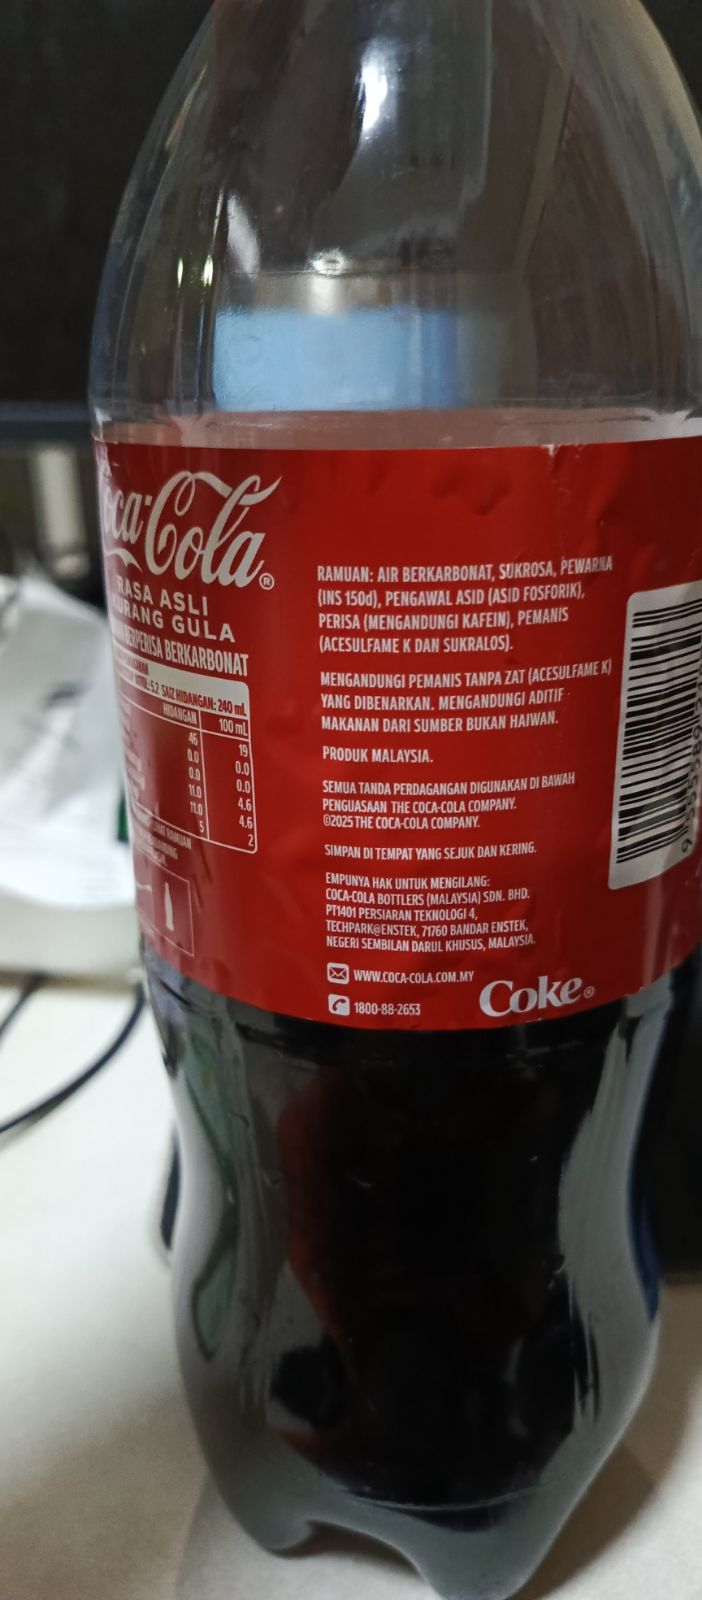 Coca-Cola®
RASA ASLI
KURANG GULA
BERPERISA BERKARBONAT
5.2 SAIZ HIDANGAN: 240 mL
HIDANGAN 100 mL
46 19
0.0 0.0
0.0 0.0
11.0 4.6
11.0 4.6
5 2
RAMUAN: AIR BERKARBONAT, SUKROSA, PEWARNA
(INS 150d), PENGAWAL ASID (ASID FOSFORIK),
PERISA (MENGANDUNGI KAFEIN), PEMANIS
(ACESULFAME K DAN SUKRALOS).
MENGANDUNGI PEMANIS TANPA ZAT (ACESULFAME K)
YANG DIBENARKAN. MENGANDUNGI ADITIF
MAKANAN DARI SUMBER BUKAN HAIWAN.
PRODUK MALAYSIA.
SEMUA TANDA PERDAGANGAN DIGUNAKAN DI BAWAH
PENGUASAAN THE COCA-COLA COMPANY.
©2025 THE COCA-COLA COMPANY.
SIMPAN DI TEMPAT YANG SEJUK DAN KERING.
EMPUNYA HAK UNTUK MENGILANG:
COCA-COLA BOTTLERS (MALAYSIA) SDN. BHD.
PT1401 PERSIARAN TEKNOLOGI 4,
TECHPARK@ENSTEK, 71760 BANDAR ENSTEK,
NEGERI SEMBILAN DARUL KHUSUS, MALAYSIA.
WWW.COCA-COLA.COM.MY
1800-88-2653
Coke®